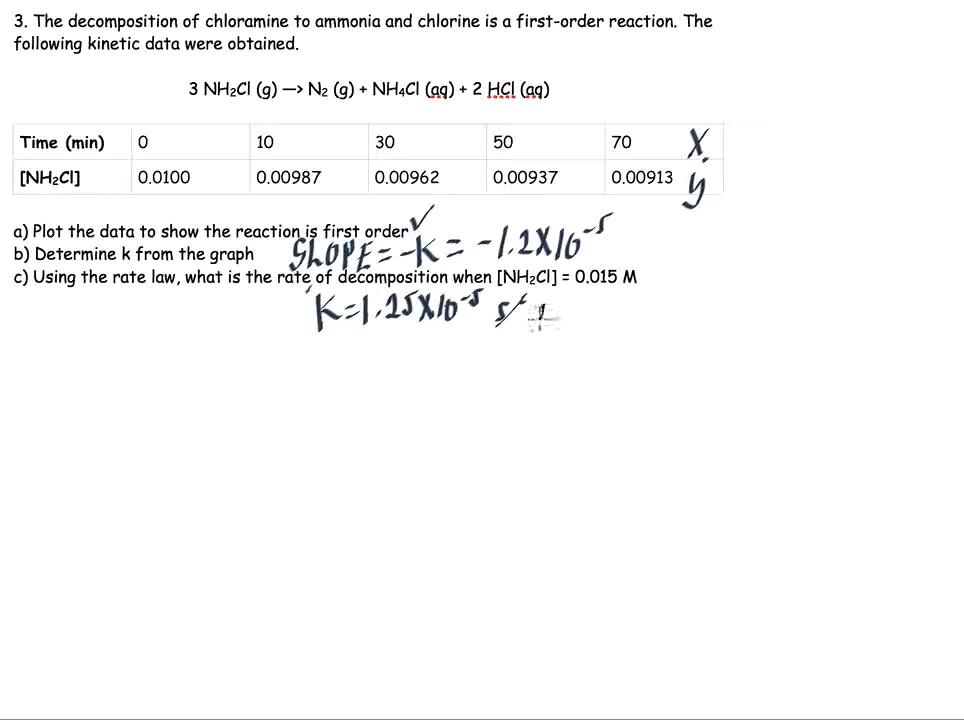 3. The decomposition of chloramine to ammonia and chlorine is a first-order reaction. The
following kinetic data were obtained.
3 NH₂Cl (g) —> N₂ (g) + NH₄Cl (aq) + 2 HCl (aq)
Time (min) 0 10 30 50 70 X
[NH₂Cl] 0.0100 0.00987 0.00962 0.00937 0.00913 y
a) Plot the data to show the reaction is first order ✓
b) Determine k from the graph SLOPE = -K = -1.2X10⁻⁵
c) Using the rate law, what is the rate of decomposition when [NH₂Cl] = 0.015 M
K=1.25X10⁻⁵